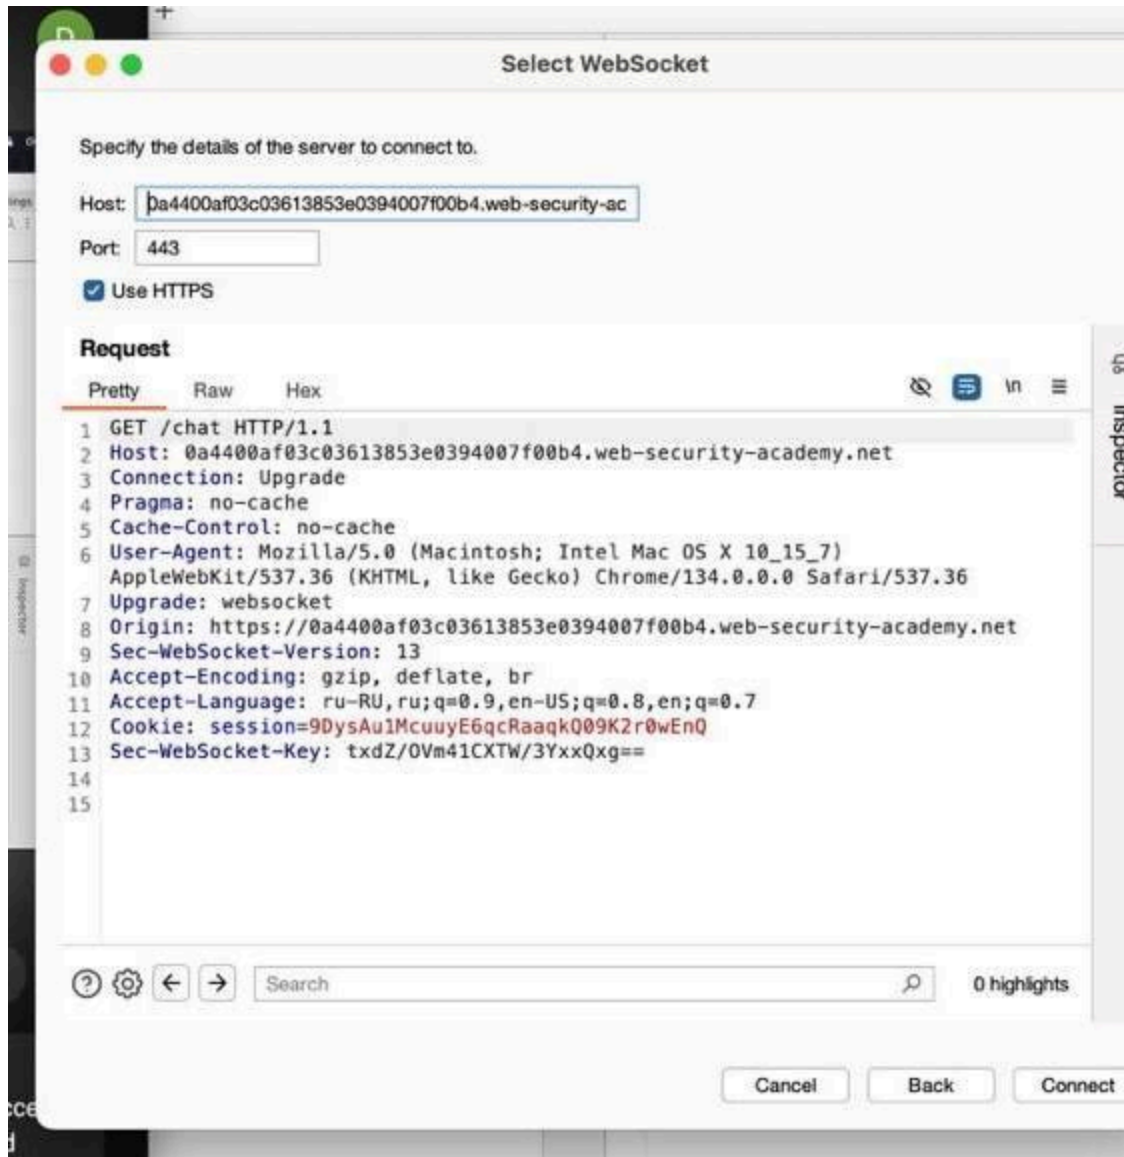 D
Select WebSocket
Specify the details of the server to connect to.
Host: 0a4400af03c03613853e0394007f00b4.web-security-ac
Port: 443
Use HTTPS
Request
Pretty Raw Hex
\n
Inspector
1 GET /chat HTTP/1.1
2 Host: 0a4400af03c03613853e0394007f00b4.web-security-academy.net
3 Connection: Upgrade
4 Pragma: no-cache
5 Cache-Control: no-cache
6 User-Agent: Mozilla/5.0 (Macintosh; Intel Mac OS X 10_15_7)
AppleWebKit/537.36 (KHTML, like Gecko) Chrome/134.0.0.0 Safari/537.36
7 Upgrade: websocket
8 Origin: https://0a4400af03c03613853e0394007f00b4.web-security-academy.net
9 Sec-WebSocket-Version: 13
10 Accept-Encoding: gzip, deflate, br
11 Accept-Language: ru-RU,ru;q=0.9,en-US;q=0.8,en;q=0.7
12 Cookie: session=9DysAu1McuuyE6qcRaaqkQ09K2r0wEnQ
13 Sec-WebSocket-Key: txdZ/OVm41CXTW/3YxxQxg==
14
15
Inspector
Search
0 highlights
Cancel Back Connect